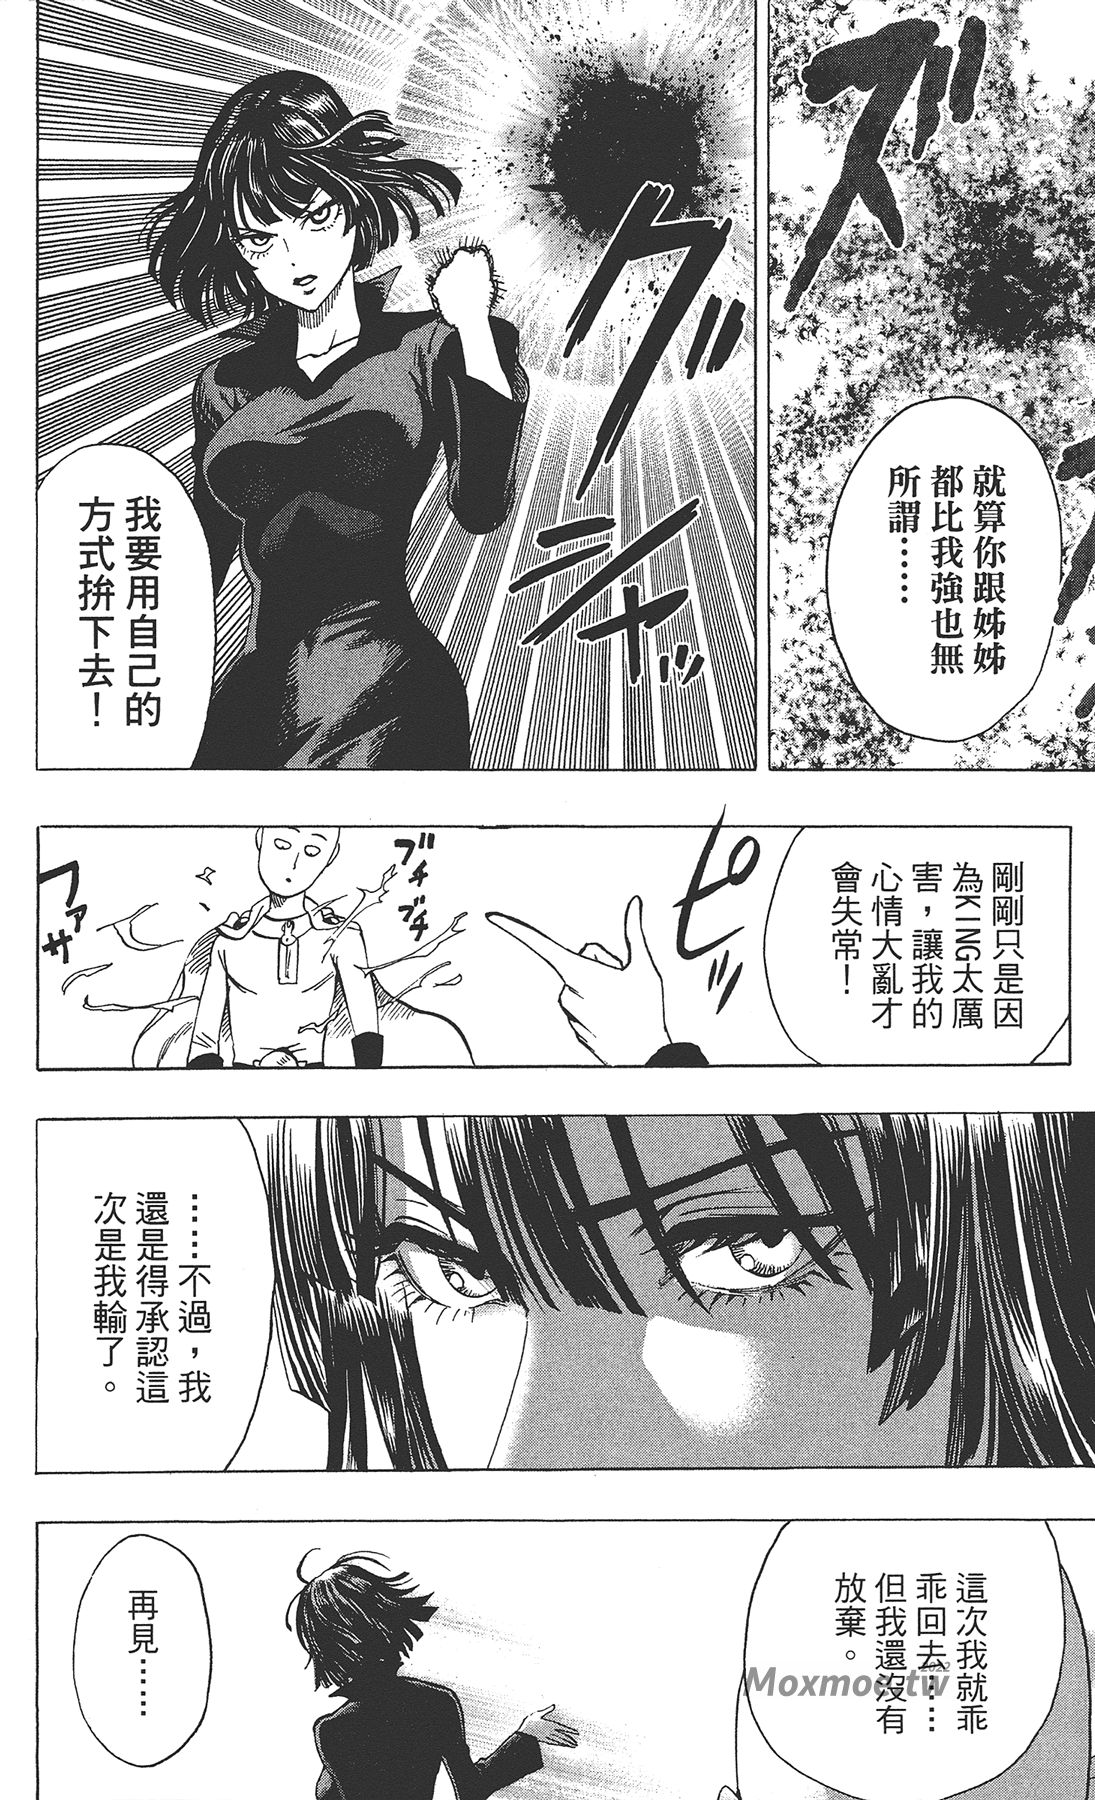 ズ
就算你跟姊姊
都比我強也無
所謂……
グ゛
シャ
我要用自己的
方式拚下去！
剛剛只是因
為KING太厲
害，讓我的
心情大亂才
會失常！
ピ
ブチ
ブチ
ファサ
……不過，我
還是得承認這
次是我輸了。
這次我就乖
乖回去……
但我還沒有
放棄。
再見……
2022
Moxmoe.tw